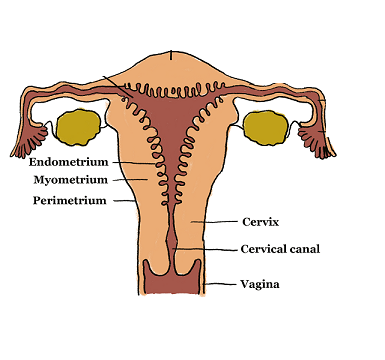 Endometrium
Myometrium
Perimetrium
Cervix
Cervical canal
Vagina